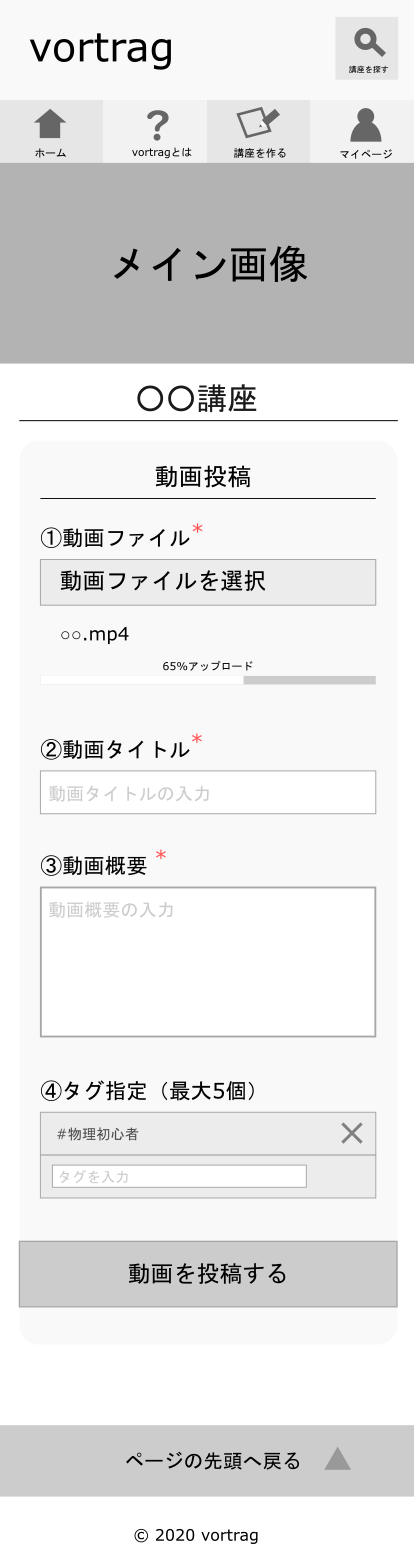 vortrag
講座を探す
ホーム
vortragとは
講座を作る
マイページ
メイン画像
〇〇講座
動画投稿
①動画ファイル*
動画ファイルを選択
○○.mp4
65%アップロード
②動画タイトル*
動画タイトルの入力
③動画概要 *
動画概要の入力
④タグ指定（最大5個）
#物理初心者
タグを入力
動画を投稿する
ページの先頭へ戻る
© 2020 vortrag